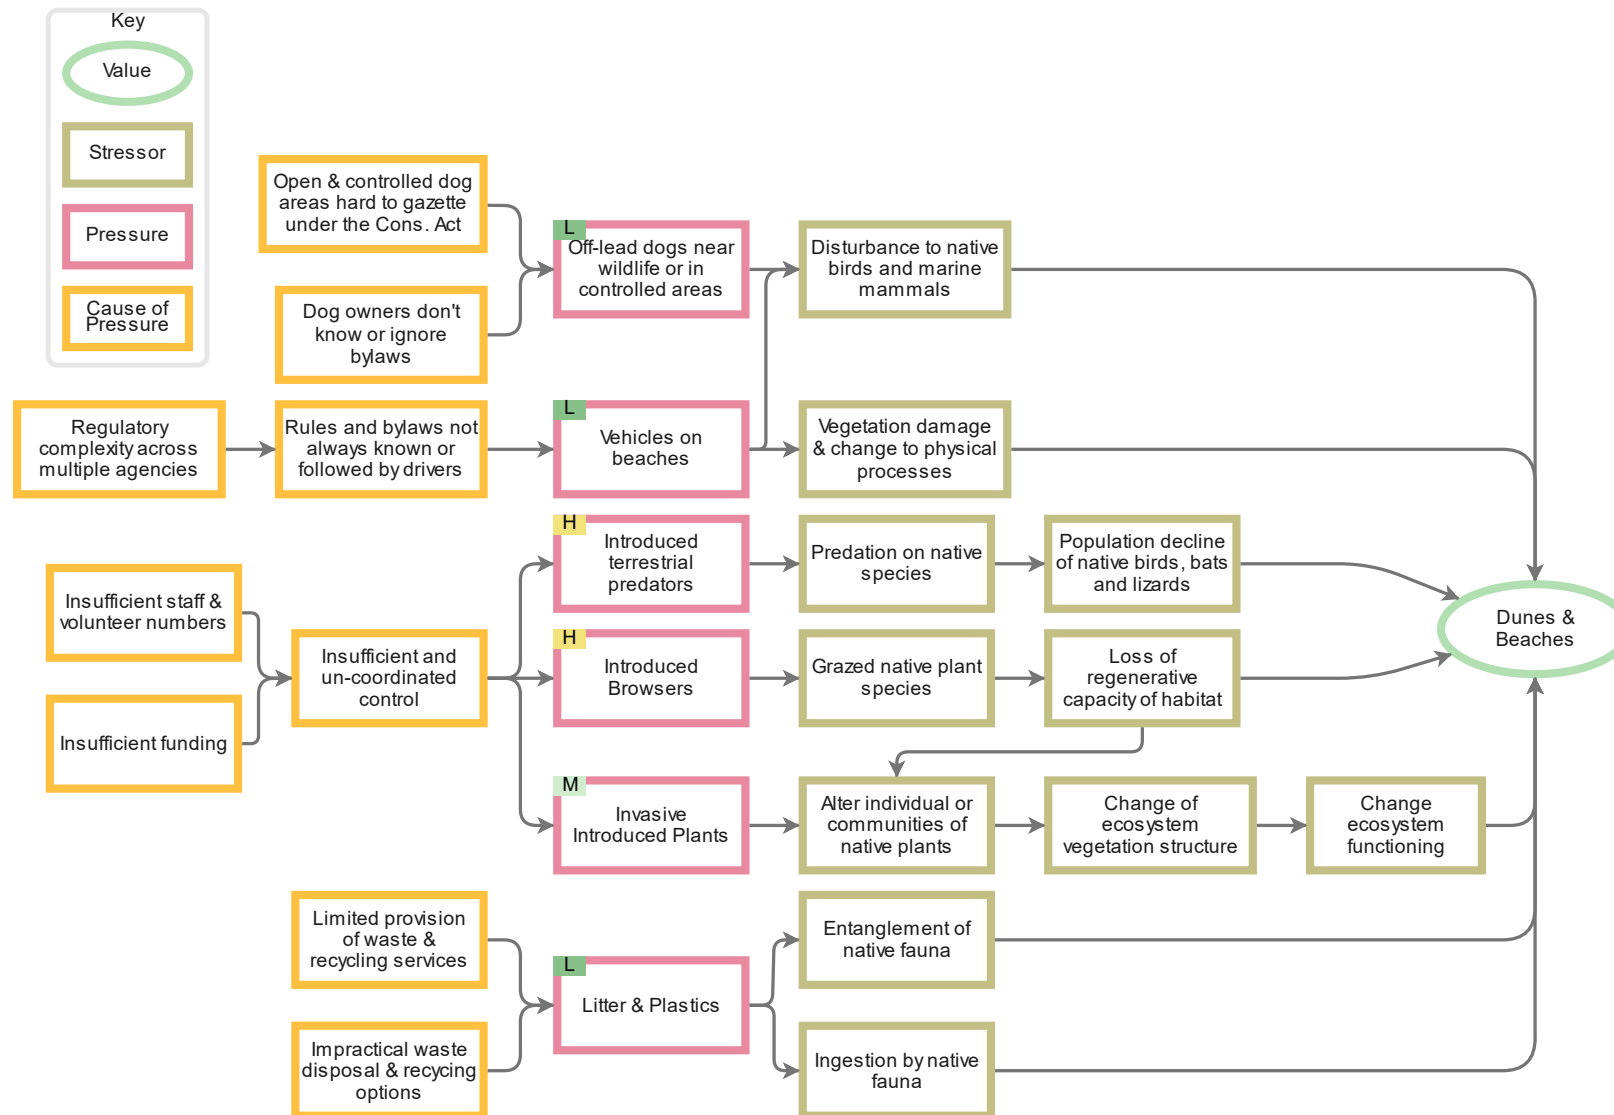 Key
Value
Stressor
Pressure
Cause of
Pressure
Open & controlled dog
areas hard to gazette
under the Cons. Act
Dog owners don't
know or ignore
bylaws
Regulatory
complexity across
multiple agencies
Rules and bylaws not
always known or
followed by drivers
Insufficient staff &
volunteer numbers
Insufficient funding
Insufficient and
un-coordinated
control
Limited provision
of waste &
recycling services
Impractical waste
disposal & recycing
options
L
Off-lead dogs near
wildlife or in
controlled areas
L
Vehicles on
beaches
H
Introduced
terrestrial
predators
H
Introduced
Browsers
M
Invasive
Introduced Plants
L
Litter & Plastics
Disturbance to native
birds and marine
mammals
Vegetation damage
& change to physical
processes
Predation on native
species
Population decline
of native birds, bats
and lizards
Grazed native plant
species
Loss of
regenerative
capacity of habitat
Alter individual or
communities of
native plants
Change of
ecosystem
vegetation structure
Change
ecosystem
functioning
Entanglement of
native fauna
Ingestion by native
fauna
Dunes &
Beaches